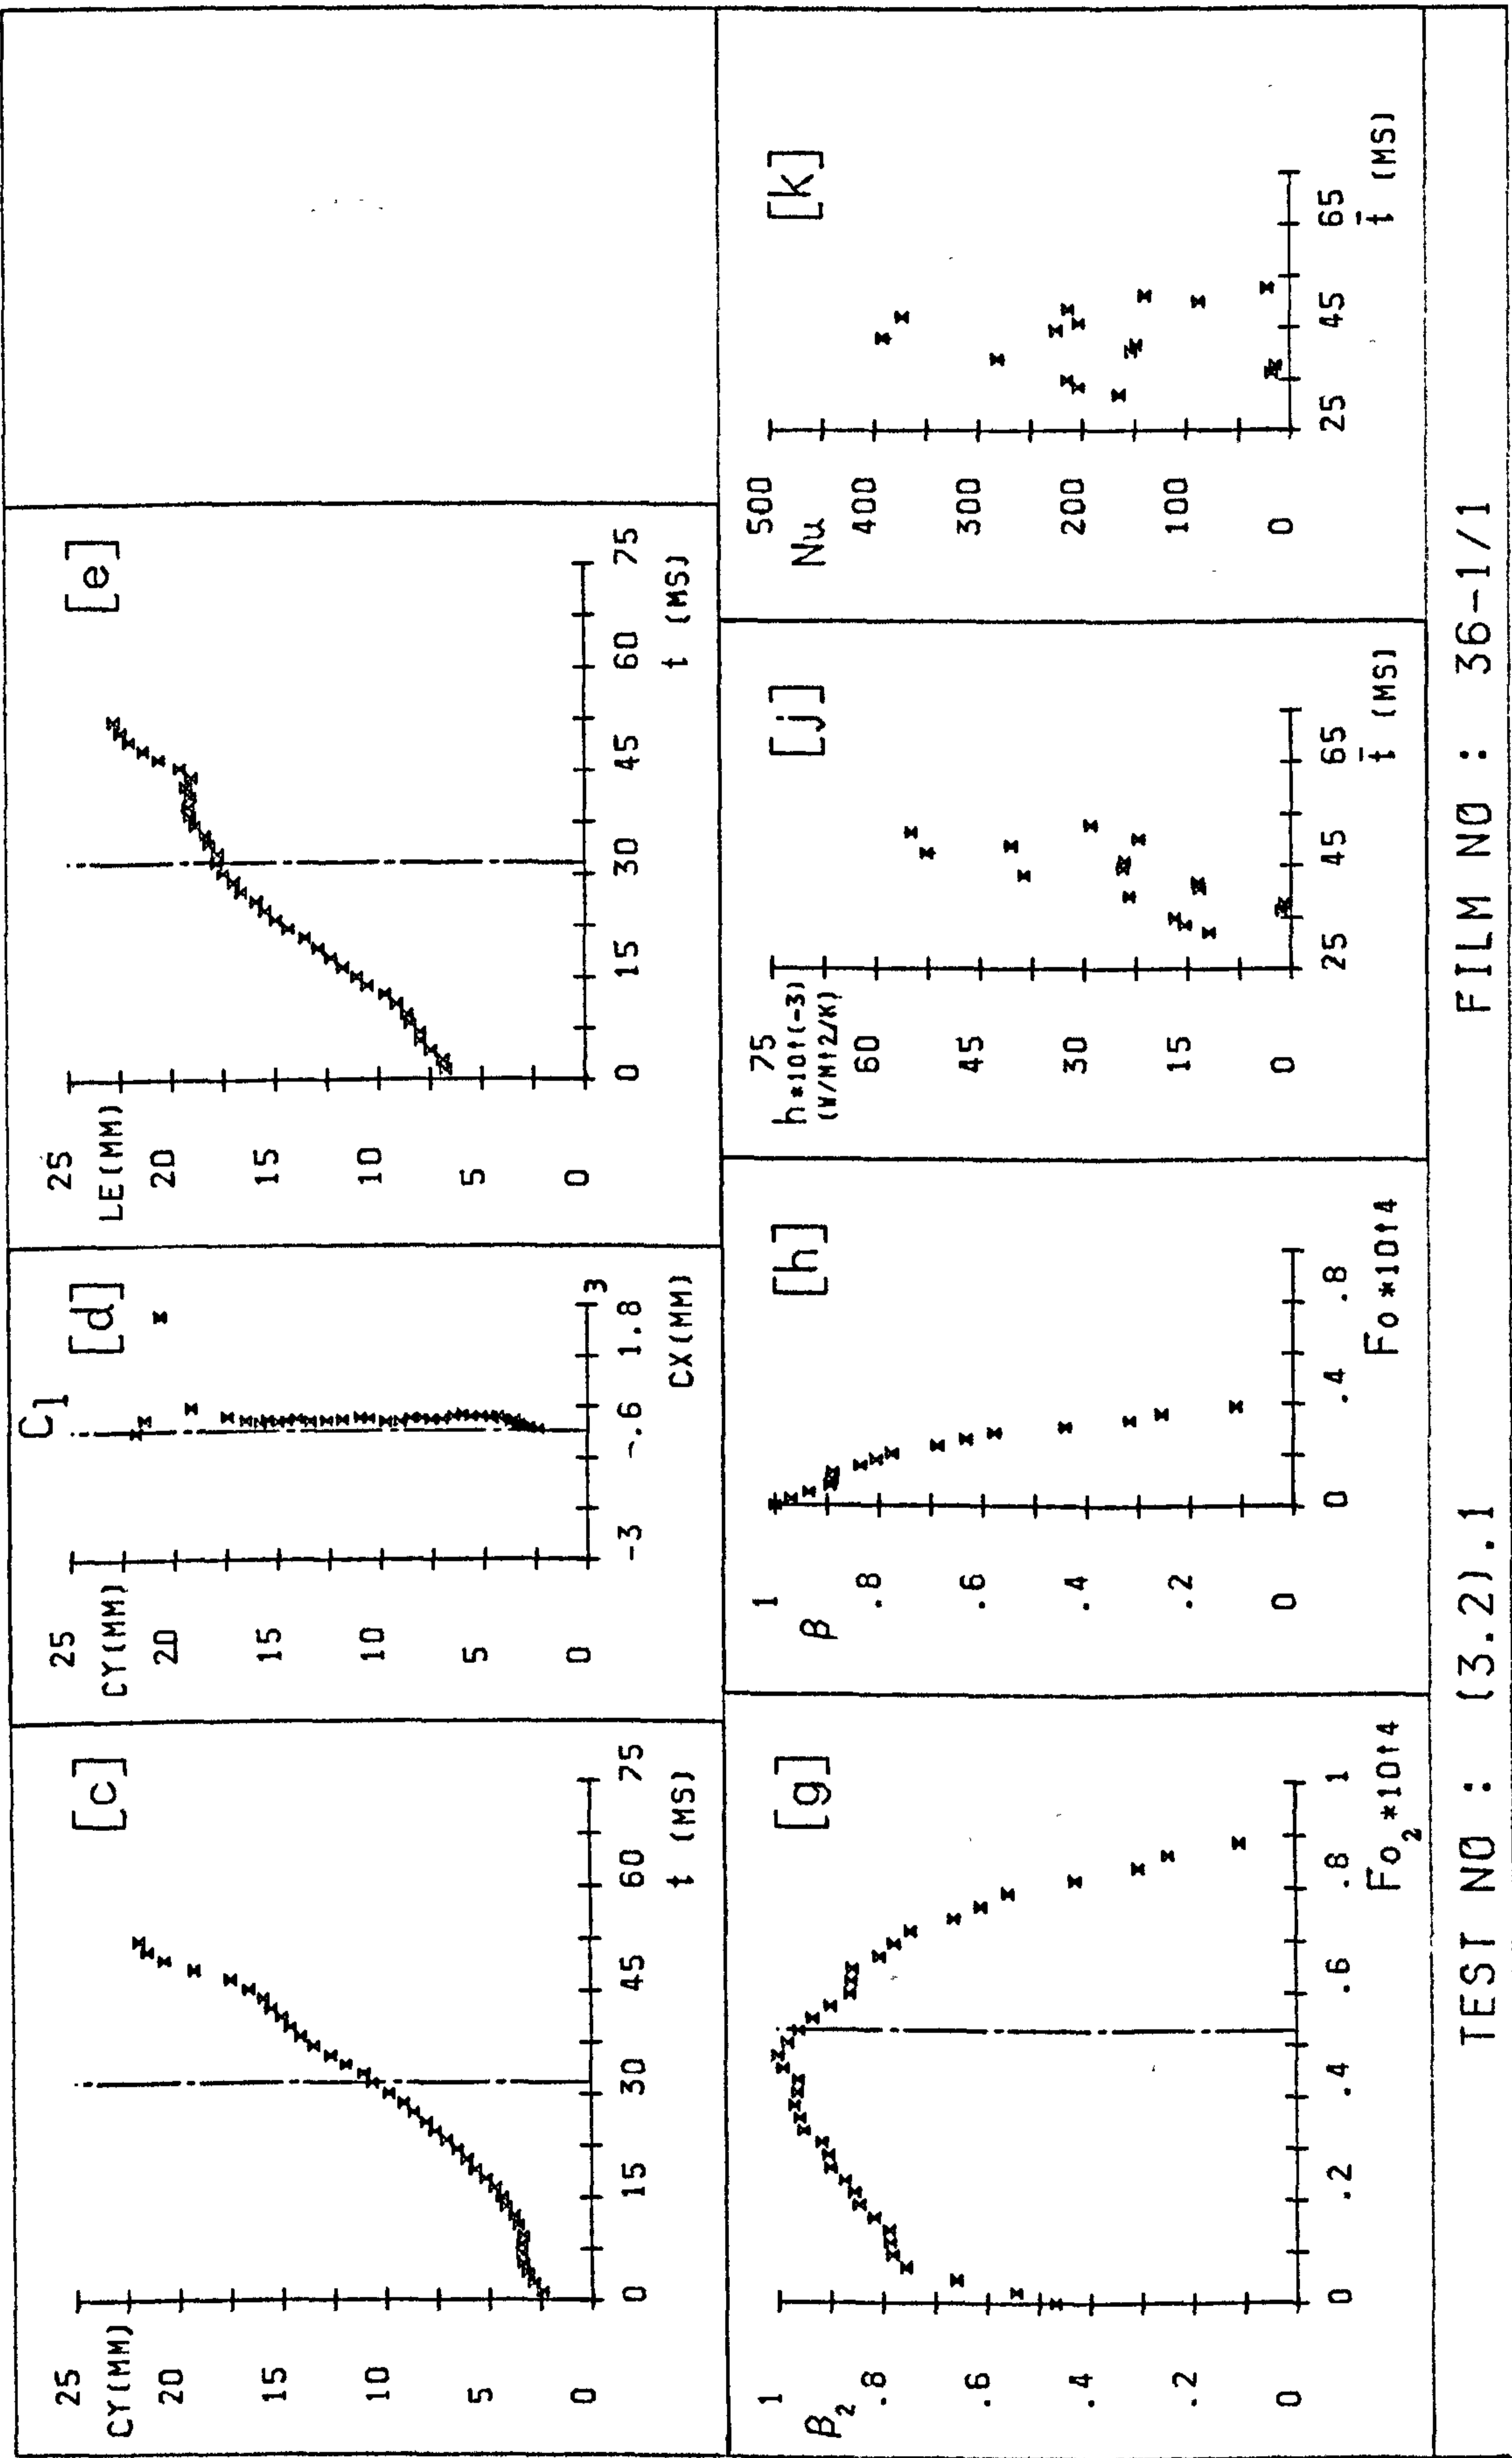 [c]
25
CY(MM)
20
15
10
5
0
0 15 30 45 60 75
t (MS)
C1
[d]
25
CY(MM)
20
15
10
5
0
-3 -.6 .6 1.8 3
CX(MM)
[e]
25
LE(MM)
20
15
10
5
0
0 15 30 45 60 75
t (MS)
[g]
1
β2
.8
.6
.4
.2
0
0 .2 .4 .6 .8 1
Fo2*10↑4
[h]
1
β
.8
.6
.4
.2
0
0 .4 .8
Fo*10↑4
[j]
75
h*10↑(-3)
(W/M↑2/K)
60
45
30
15
0
25 45 65
t̄ (MS)
[k]
500
Nu
400
300
200
100
0
25 45 65
t̄ (MS)
TEST NO : (3.2).1 FILM NO : 36-1/1